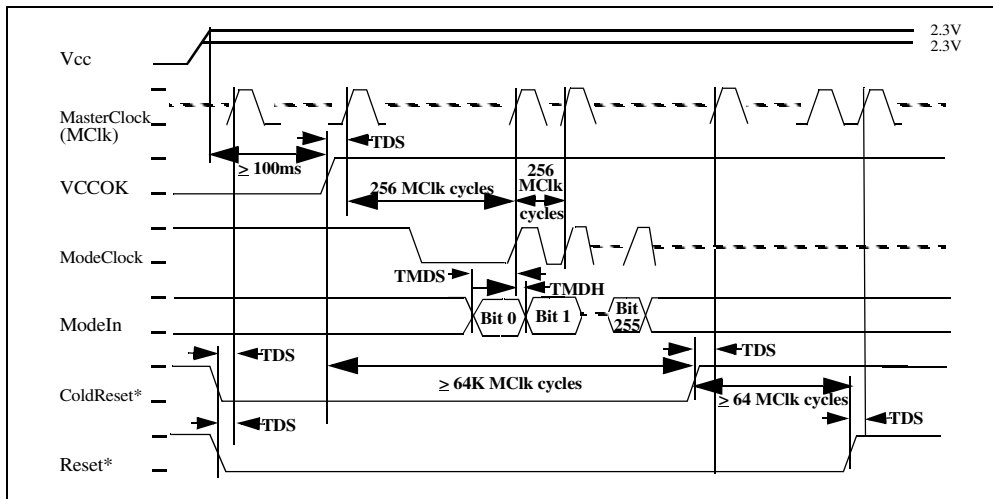 2.3V
2.3V
Vcc
MasterClock
(MClk)
TDS
≥ 100ms
VCCOK
256 MClk cycles
256
MClk
cycles
ModeClock
TMDS
TMDH
ModeIn
Bit 0
Bit 1
Bit
255
TDS
TDS
≥ 64K MClk cycles
ColdReset*
≥ 64 MClk cycles
TDS
TDS
Reset*